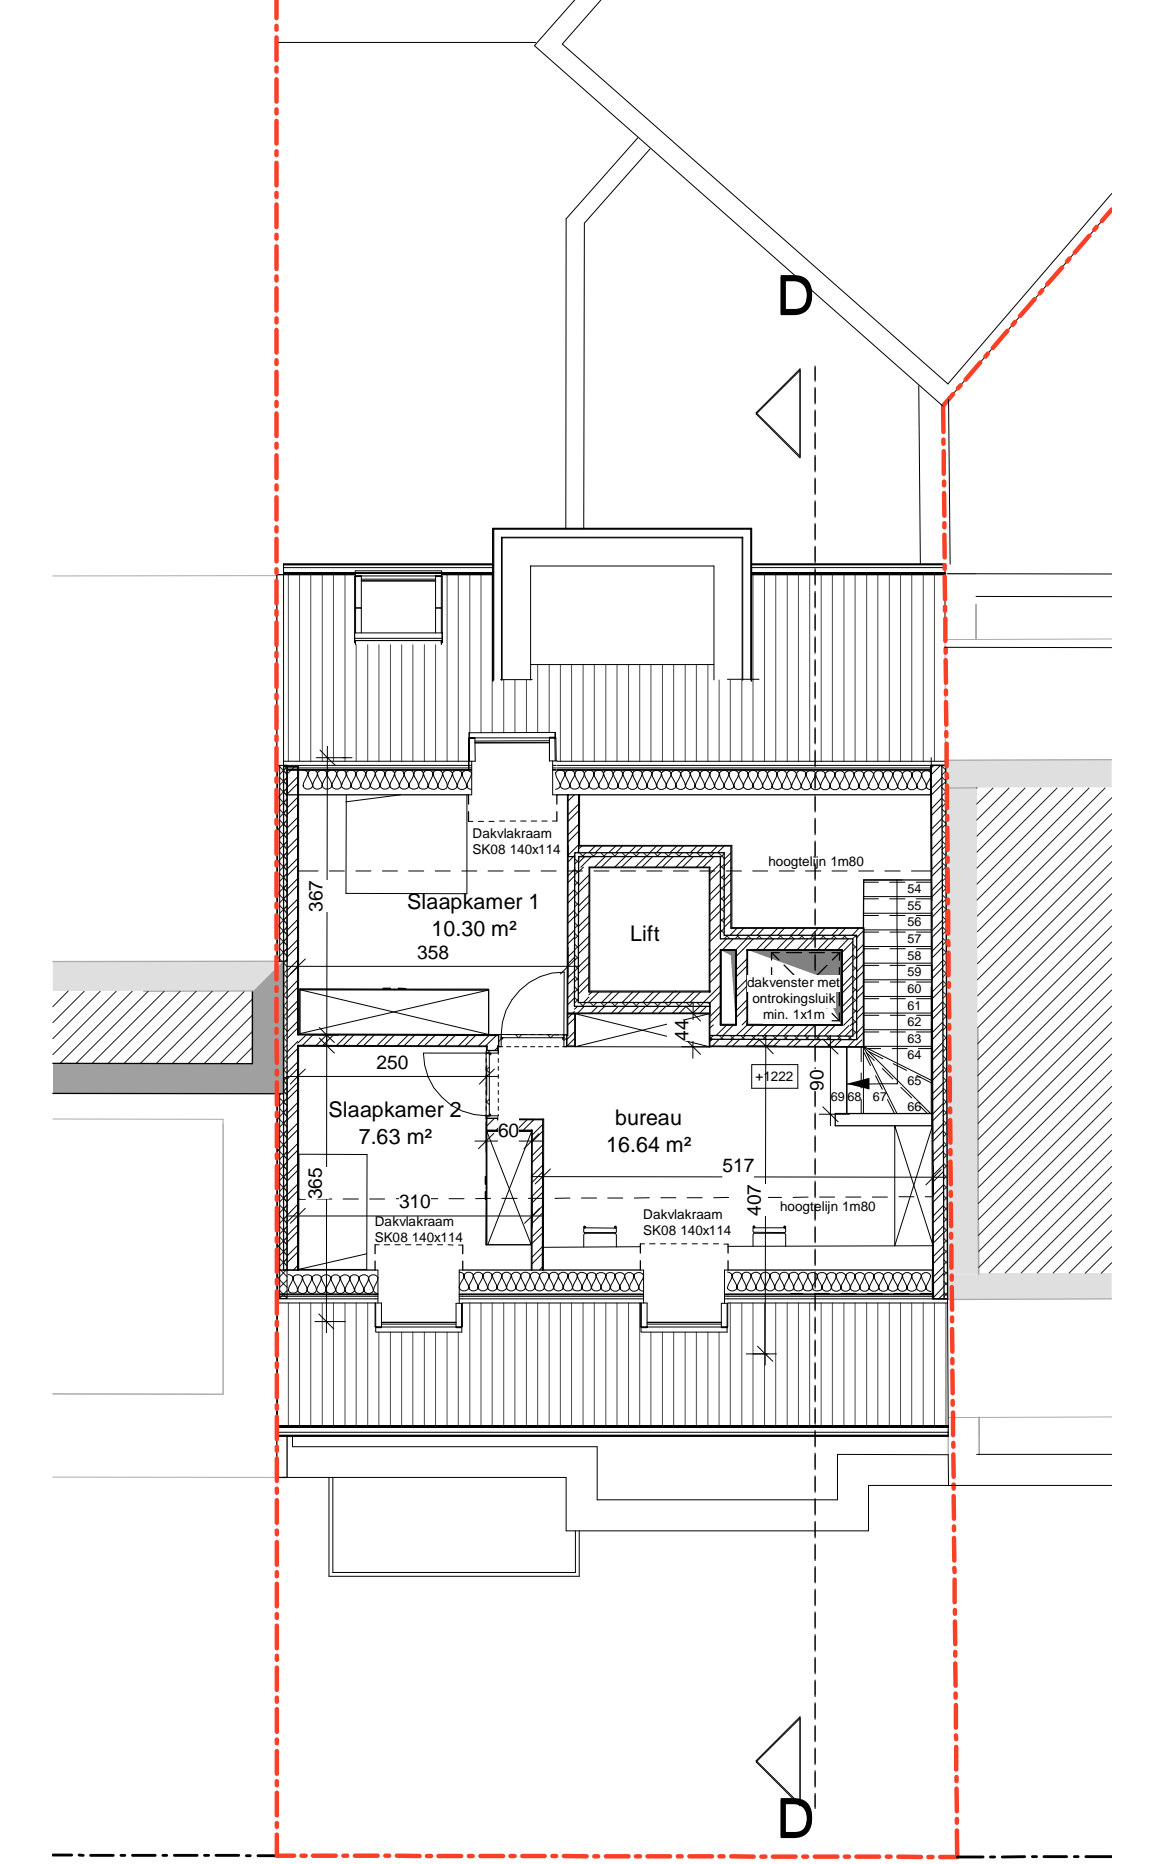 D
Dakvlakraam
SK08 140x114
hoogtelijn 1m80
367
Slaapkamer 1
10.30 m²
358
Lift
54
55
56
57
58
59
60
61
62
63
64
65
66
67
68
69
dakvenster met
ontrokingsluik
min. 1x1m
44
250
+1222
90
Slaapkamer 2
7.63 m²
60
bureau
16.64 m²
517
365
310
407
hoogtelijn 1m80
Dakvlakraam
SK08 140x114
Dakvlakraam
SK08 140x114
D